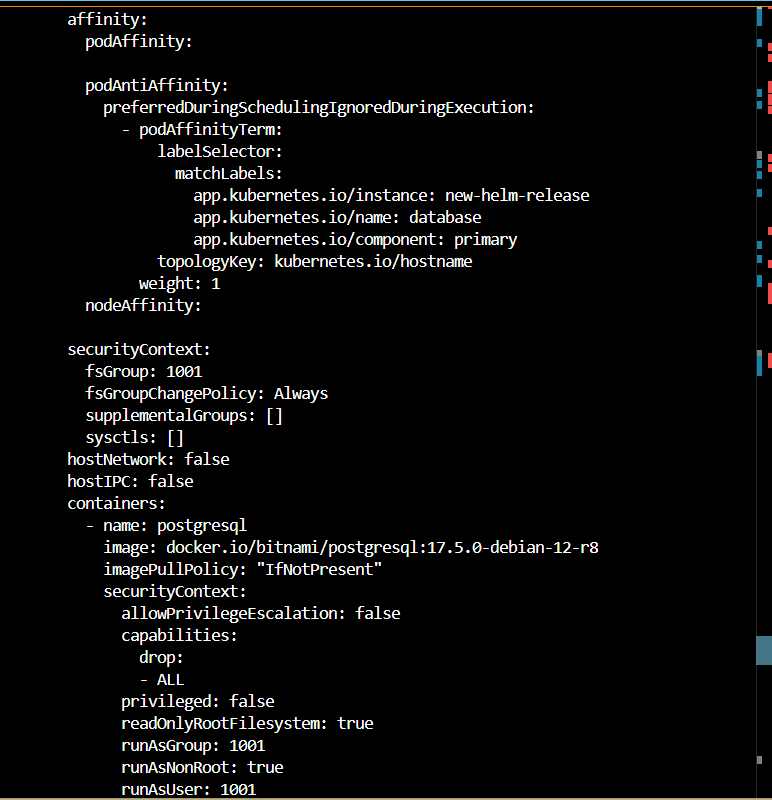 affinity:
podAffinity:
podAntiAffinity:
preferredDuringSchedulingIgnoredDuringExecution:
- podAffinityTerm:
labelSelector:
matchLabels:
app.kubernetes.io/instance: new-helm-release
app.kubernetes.io/name: database
app.kubernetes.io/component: primary
topologyKey: kubernetes.io/hostname
weight: 1
nodeAffinity:
securityContext:
fsGroup: 1001
fsGroupChangePolicy: Always
supplementalGroups: []
sysctls: []
hostNetwork: false
hostIPC: false
containers:
- name: postgresql
image: docker.io/bitnami/postgresql:17.5.0-debian-12-r8
imagePullPolicy: "IfNotPresent"
securityContext:
allowPrivilegeEscalation: false
capabilities:
drop:
- ALL
privileged: false
readOnlyRootFilesystem: true
runAsGroup: 1001
runAsNonRoot: true
runAsUser: 1001